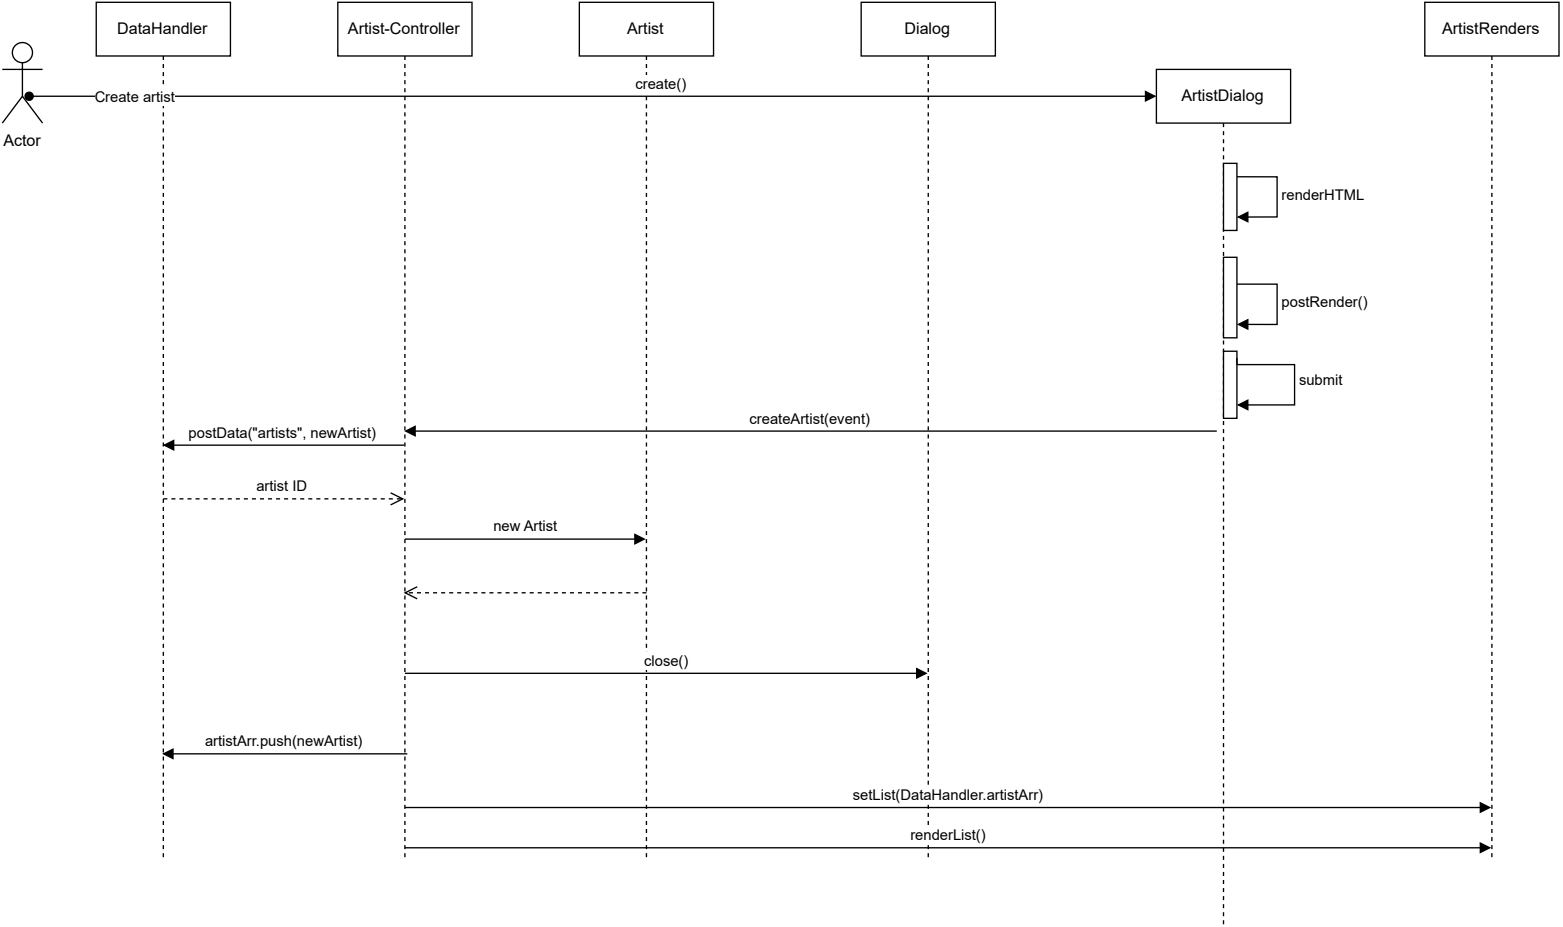 DataHandler
Artist-Controller
Artist
Dialog
ArtistRenders
Actor
Create artist
create()
ArtistDialog
renderHTML
postRender()
submit
createArtist(event)
postData("artists", newArtist)
artist ID
new Artist
close()
artistArr.push(newArtist)
setList(DataHandler.artistArr)
renderList()